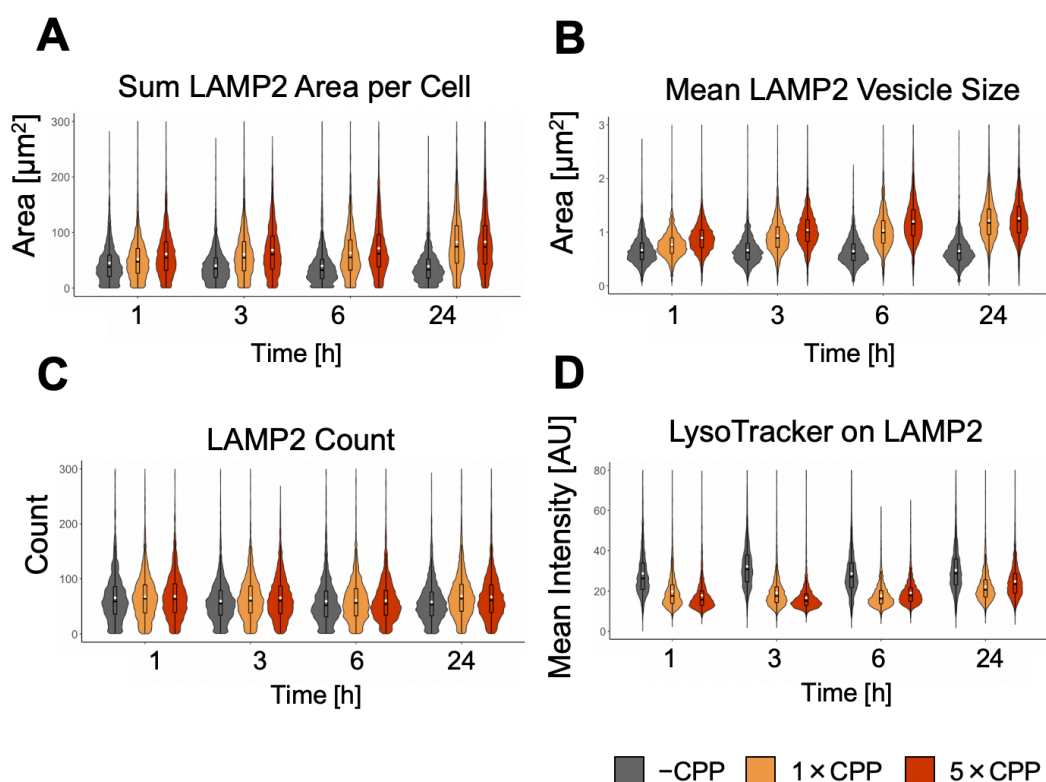 A
Sum LAMP2 Area per Cell
Area [µm²]
300
200
100
0
1 3 6 24
Time [h]
B
Mean LAMP2 Vesicle Size
Area [µm²]
3
2
1
0
1 3 6 24
Time [h]
C
LAMP2 Count
Count
300
200
100
0
1 3 6 24
Time [h]
D
LysoTracker on LAMP2
Mean Intensity [AU]
80
60
40
20
0
1 3 6 24
Time [h]
−CPP 1×CPP 5×CPP